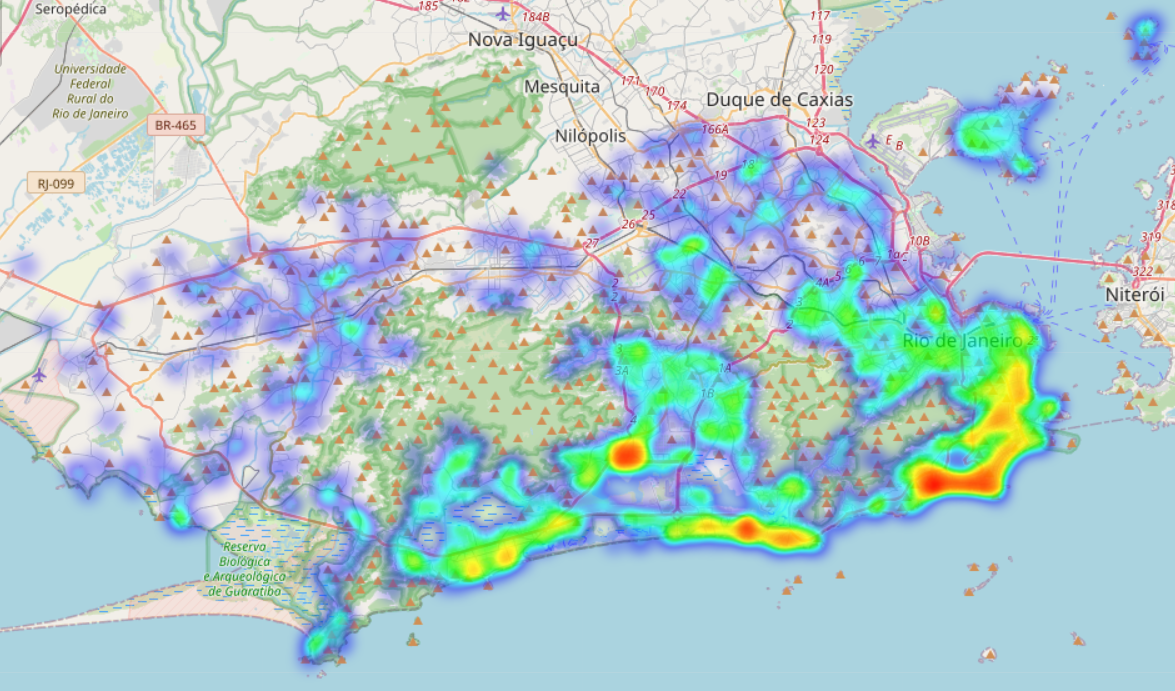 Seropédica
185
184B
117
Nova Iguaçu
119
Universidade
Federal
Rural do
Rio de Janeiro
120
171
Mesquita
170
174
Duque de Caxias
BR-465
123
166A
124
Nilópolis
E
B
18
19
RJ-099
22
318
25
26
27
10B
319
322
6
7
1a
C
5
4A
2
2
3
Niterói
2
Rio de Janeiro
2
3
3A
1A
1B
4
Reserva
Biológica
e Arqueológica
de Guaratiba